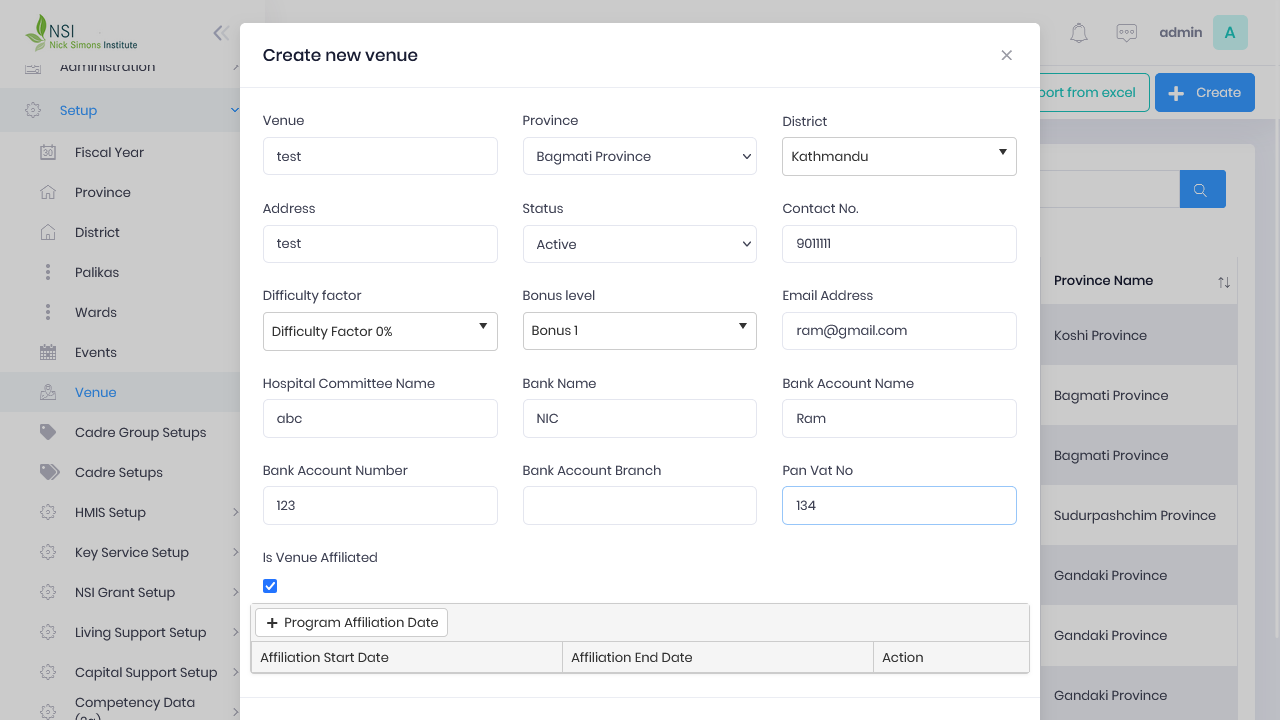 NSI
Nick Simons Institute
Administration
Setup
Fiscal Year
Province
District
Palikas
Wards
Events
Venue
Cadre Group Setups
Cadre Setups
HMIS Setup
Key Service Setup
NSI Grant Setup
Living Support Setup
Capital Support Setup
Competency Data
Create new venue
Venue
Province
District
test
Bagmati Province
Kathmandu
Address
Status
Contact No.
test
Active
9011111
Difficulty factor
Bonus level
Email Address
Difficulty Factor 0%
Bonus 1
ram@gmail.com
Hospital Committee Name
Bank Name
Bank Account Name
abc
NIC
Ram
Bank Account Number
Bank Account Branch
Pan Vat No
123
134
Is Venue Affiliated
+ Program Affiliation Date
Affiliation Start Date
Affiliation End Date
Action
admin
A
port from excel
+ Create
Province Name
Koshi Province
Bagmati Province
Bagmati Province
Sudurpashchim Province
Gandaki Province
Gandaki Province
Gandaki Province